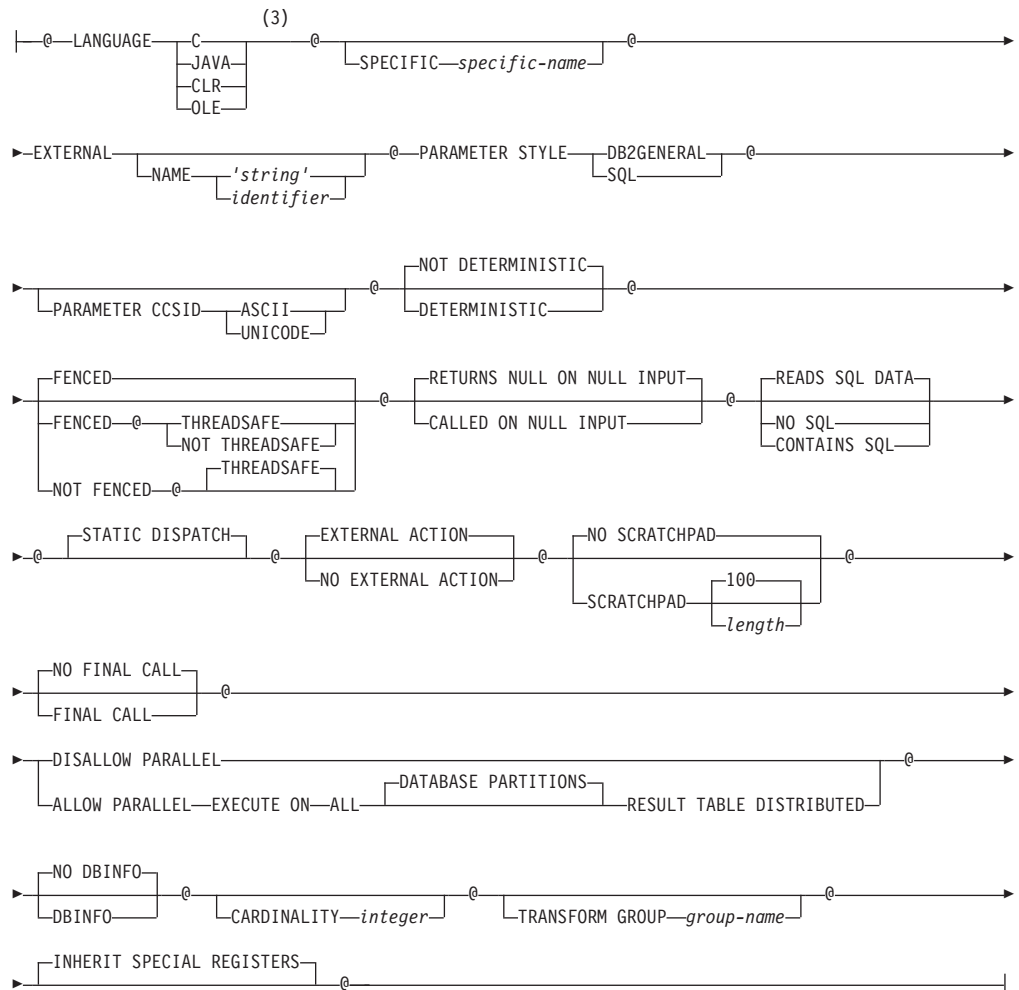 (3)
@ LANGUAGE C @ @
JAVA SPECIFIC specific-name
CLR
OLE
EXTERNAL @ PARAMETER STYLE DB2GENERAL @
NAME 'string' SQL
identifier
@ NOT DETERMINISTIC @
PARAMETER CCSID ASCII DETERMINISTIC
UNICODE
FENCED @ RETURNS NULL ON NULL INPUT @ READS SQL DATA
FENCED @ THREADSAFE CALLED ON NULL INPUT NO SQL
NOT THREADSAFE CONTAINS SQL
THREADSAFE
NOT FENCED @
@ STATIC DISPATCH @ EXTERNAL ACTION @ NO SCRATCHPAD @
NO EXTERNAL ACTION 100
SCRATCHPAD
length
NO FINAL CALL @
FINAL CALL
DISALLOW PARALLEL @
DATABASE PARTITIONS
ALLOW PARALLEL EXECUTE ON ALL RESULT TABLE DISTRIBUTED
NO DBINFO @ @ @
DBINFO CARDINALITY integer TRANSFORM GROUP group-name
INHERIT SPECIAL REGISTERS @